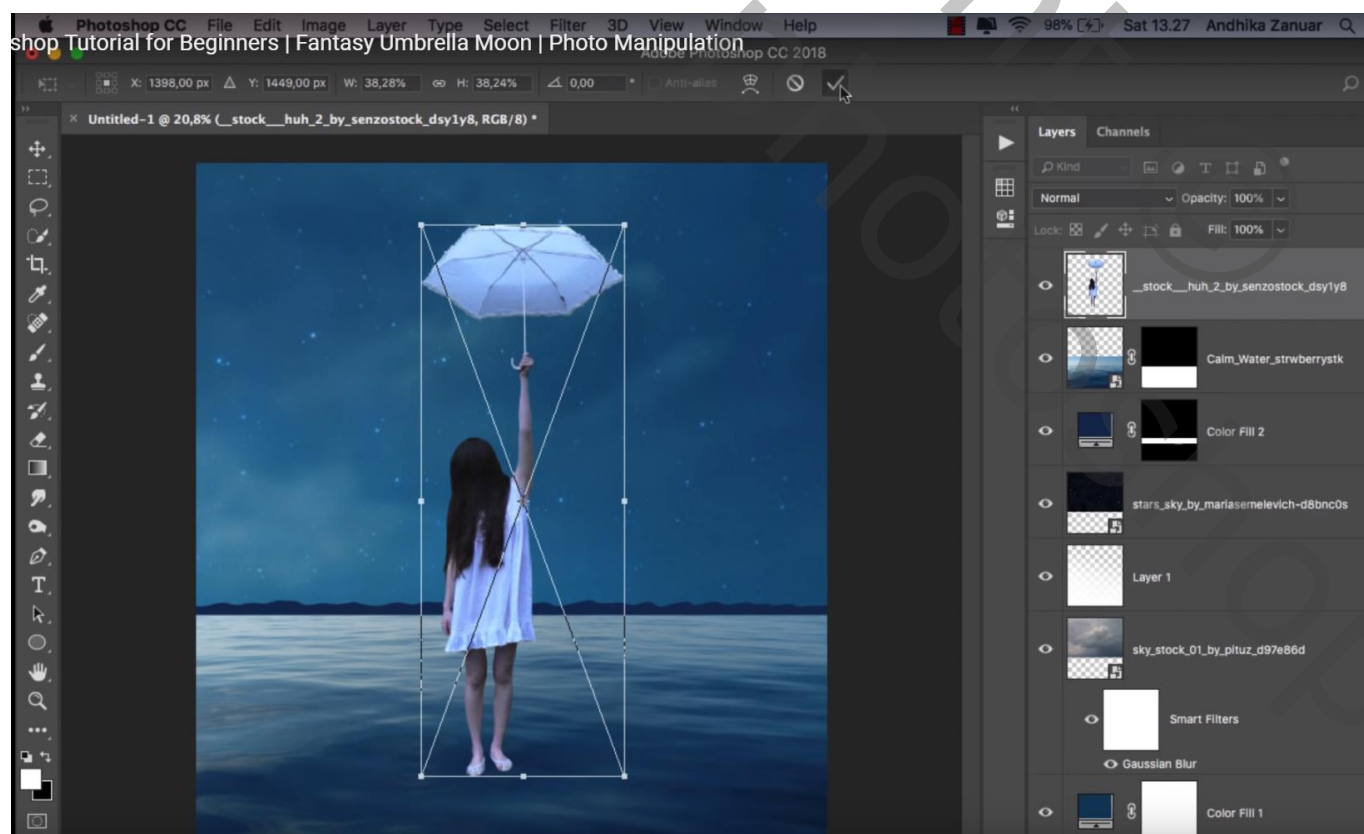 Photoshop CC File Edit Image Layer Type Select Filter 3D View Window Help 98% Sat 13.27 Andhika Zanuar
shop Tutorial for Beginners | Fantasy Umbrella Moon | Photo Manipulation
Adobe Photoshop CC 2018
X: 1398,00 px Y: 1449,00 px W: 38,28% H: 38,24% 0,00 ° Anti-alias
× Untitled-1 @ 20,8% (__stock__huh_2_by_senzostock_dsy1y8, RGB/8) *
Layers Channels
Kind
Normal Opacity: 100%
Lock: Fill: 100%
__stock__huh_2_by_senzostock_dsy1y8
Calm_Water_strwberrystk
Color Fill 2
stars_sky_by_mariasemelevich-d8bnc0s
Layer 1
sky_stock_01_by_pituz_d97e86d
Smart Filters
Gaussian Blur
Color Fill 1